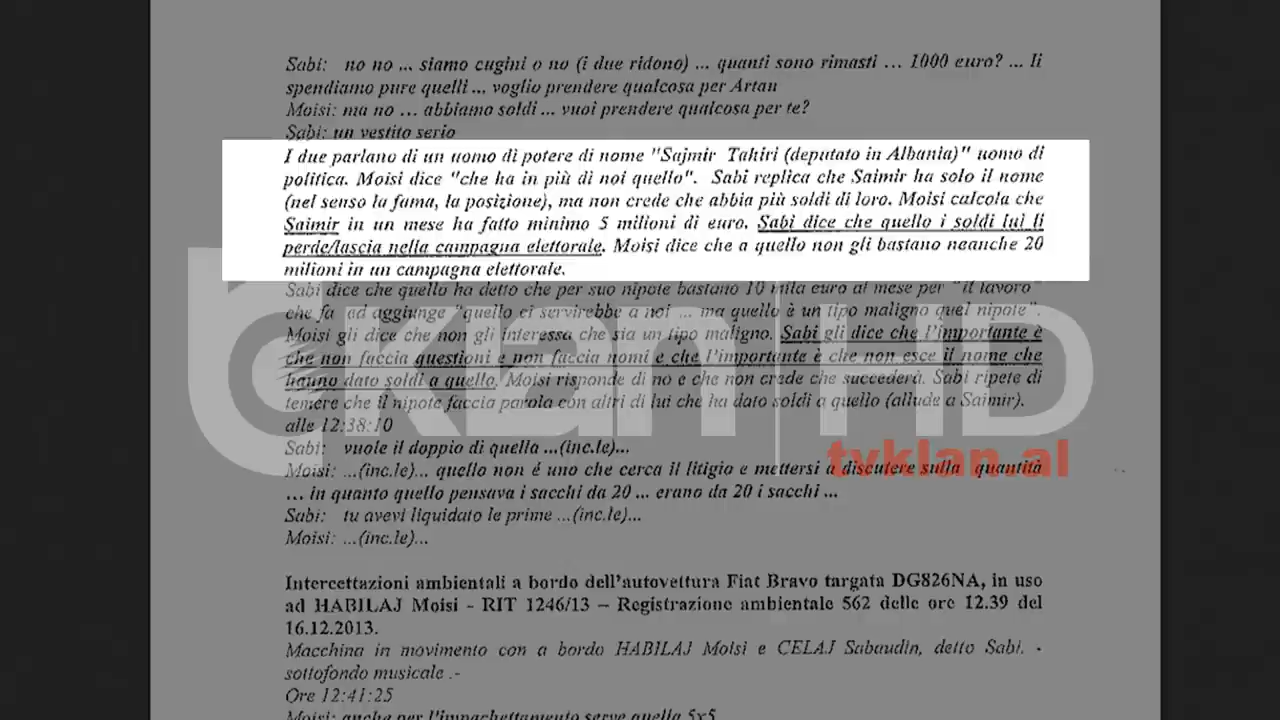 Sabi: no no ... siamo cugini o no (i due ridono) ... quanti sono rimasti ... 1000 euro? ... li
spendiamo pure quelli ... voglio prendere qualcosa per Artan
Moisi: ma no ... abbiamo soldi ... vuoi prendere qualcosa per te?
Sabi: un vestito serio
I due parlano di un uomo di potere di nome "Sajmir Tahiri (deputato in Albania)" uomo di
politica. Moisi dice "che ha in più di noi quello". Sabi replica che Saimir ha solo il nome
(nel senso la fama, la posizione), ma non crede che abbia più soldi di loro. Moisi calcola che
Saimir in un mese ha fatto minimo 5 milioni di euro. Sabi dice che quello i soldi lui li
perde/lascia nella campagna elettorale. Moisi dice che a quello non gli bastano neanche 20
milioni in un campagna elettorale.
Sabi dice che quello ha detto che per suo nipote bastano 10 mila euro al mese per "il lavoro"
che fa ad aggiunge "quello ci servirebbe a noi ... ma quello è un tipo maligno quel nipote".
Moisi gli dice che non gli interessa che sia un tipo maligno. Sabi gli dice che l'importante è
che non faccia questioni e non faccia nomi e che l'importante è che non esce il nome che
hanno dato soldi a quello. Moisi risponde di no e che non crede che succederà. Sabi ripete di
temere che il nipote faccia parola con altri di lui che ha dato soldi a quello (allude a Saimir).
alle 12:38:10
Sabi: vuole il doppio di quella ...(inc.le)...
Moisi: ...(inc.le)... quello non é uno che cerca il litigio e mettersi a discutere sulla quantità
... in quanto quello pensava i sacchi da 20 ... erano da 20 i sacchi ...
Sabi: tu avevi liquidato le prime ...(inc.le)...
Moisi: ...(inc.le)...
Intercettazioni ambientali a bordo dell'autovettura Fiat Bravo targata DG826NA, in uso
ad HABILAJ Moisi - RIT 1246/13 – Registrazione ambientale 562 delle ore 12.39 del
16.12.2013.
Macchina in movimento con a bordo HABILAJ Moisi e CELAJ Sabaudin, detto Sabi. -
sottofondo musicale .-
Ore 12:41:25
Moisi: anche per l'impacchettamento serve quella 5x5
klan HD
tvklan.al